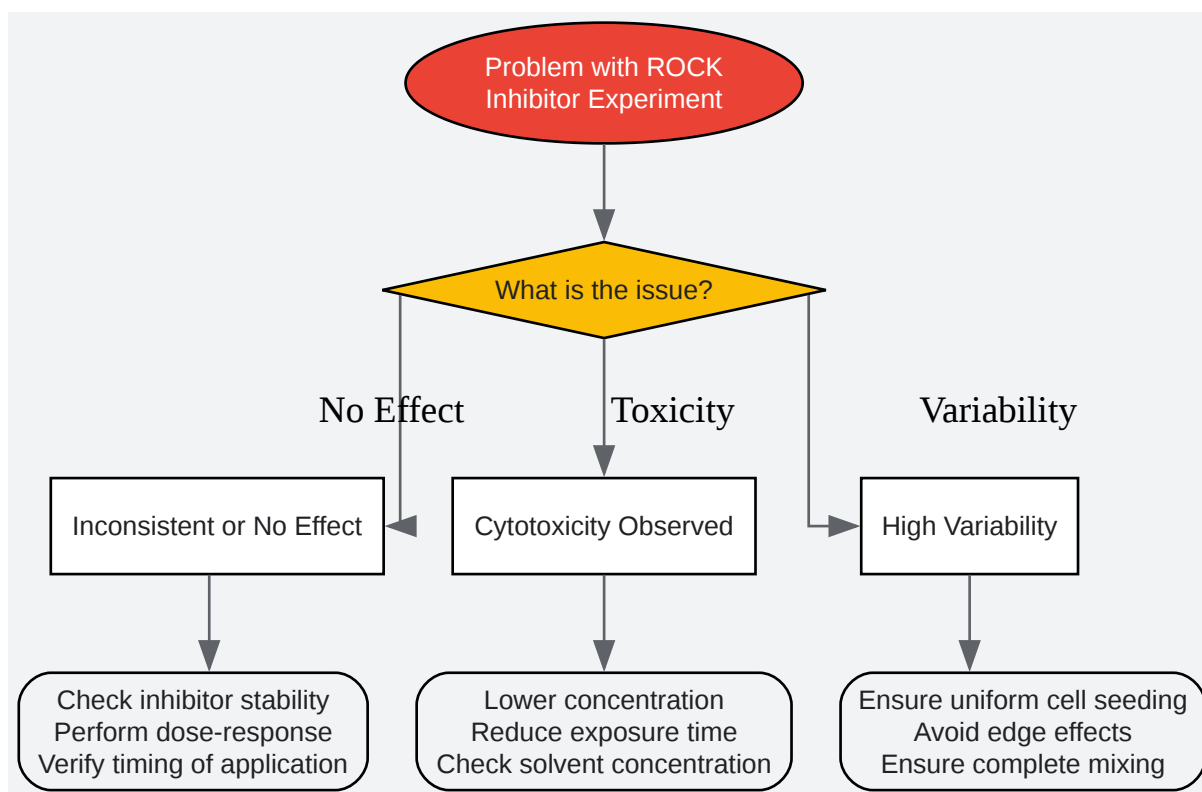 Problem with ROCK
Inhibitor Experiment
What is the issue?
No Effect
Toxicity
Variability
Inconsistent or No Effect
Cytotoxicity Observed
High Variability
Check inhibitor stability
Perform dose-response
Verify timing of application
Lower concentration
Reduce exposure time
Check solvent concentration
Ensure uniform cell seeding
Avoid edge effects
Ensure complete mixing